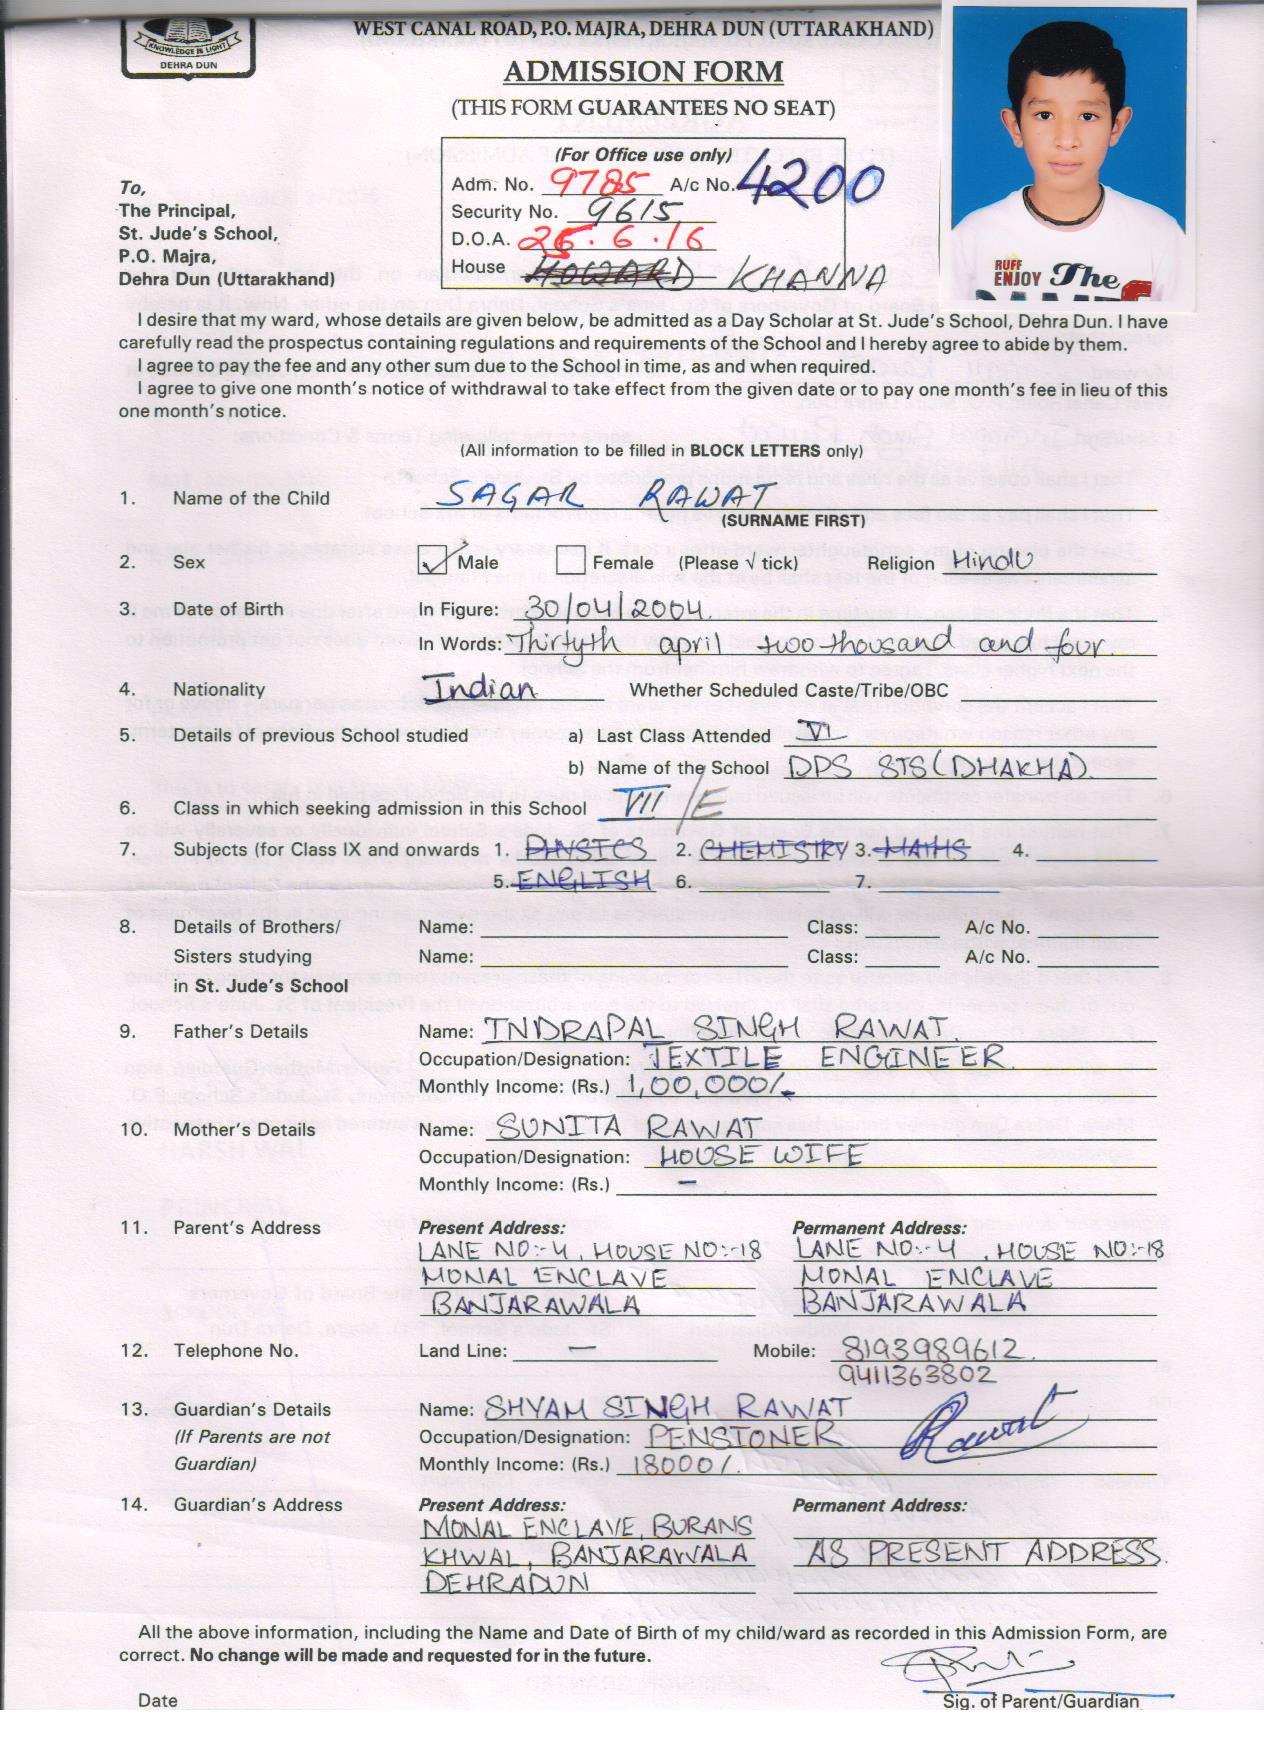 WEST CANAL ROAD, P.O. MAJRA, DEHRA DUN (UTTARAKHAND)
KNOWLEDGE IS LIGHT
DEHRA DUN
ADMISSION FORM
(THIS FORM GUARANTEES NO SEAT)
(For Office use only)
Adm. No. 9785 A/c No. 4200
Security No. 9615
D.O.A. 25.6.16
House HOWARD KHANNA
To,
The Principal,
St. Jude's School,
P.O. Majra,
Dehra Dun (Uttarakhand)
RUFF
ENJOY The
I desire that my ward, whose details are given below, be admitted as a Day Scholar at St. Jude's School, Dehra Dun. I have
carefully read the prospectus containing regulations and requirements of the School and I hereby agree to abide by them.
I agree to pay the fee and any other sum due to the School in time, as and when required.
I agree to give one month's notice of withdrawal to take effect from the given date or to pay one month's fee in lieu of this
one month's notice.
(All information to be filled in BLOCK LETTERS only)
1. Name of the Child SAGAR RAWAT
(SURNAME FIRST)
2. Sex Male Female (Please √ tick) Religion Hindu
3. Date of Birth In Figure: 30/04/2004.
In Words: Thirtyth april two thousand and four
4. Nationality Indian Whether Scheduled Caste/Tribe/OBC
5. Details of previous School studied a) Last Class Attended VI
b) Name of the School DPS STS (DHAKHA).
6. Class in which seeking admission in this School VII /E
7. Subjects (for Class IX and onwards 1. PHYSICS 2. CHEMISTRY 3. MATHS 4.
5. ENGLISH 6. 7.
8. Details of Brothers/ Name: Class: A/c No.
Sisters studying Name: Class: A/c No.
in St. Jude's School
9. Father's Details Name: INDRAPAL SINGH RAWAT.
Occupation/Designation: TEXTILE ENGINEER
Monthly Income: (Rs.) 1,00,000/-
10. Mother's Details Name: SUNITA RAWAT
Occupation/Designation: HOUSE WIFE
Monthly Income: (Rs.) -
11. Parent's Address Present Address: Permanent Address:
LANE NO:-4, HOUSE NO:-18 LANE NO:-4, HOUSE NO:-18
MONAL ENCLAVE MONAL ENCLAVE
BANJARAWALA BANJARAWALA
12. Telephone No. Land Line: - Mobile: 8193989612.
9411363802
13. Guardian's Details Name: SHYAM SINGH RAWAT
(If Parents are not Occupation/Designation: PENSIONER Rawat
Guardian) Monthly Income: (Rs.) 18000/.
14. Guardian's Address Present Address: Permanent Address:
MONAL ENCLAVE, BURANS
KHWAL, BANJARAWALA AS PRESENT ADDRESS.
DEHRADUN
All the above information, including the Name and Date of Birth of my child/ward as recorded in this Admission Form, are
correct. No change will be made and requested for in the future.
Date Sig. of Parent/Guardian